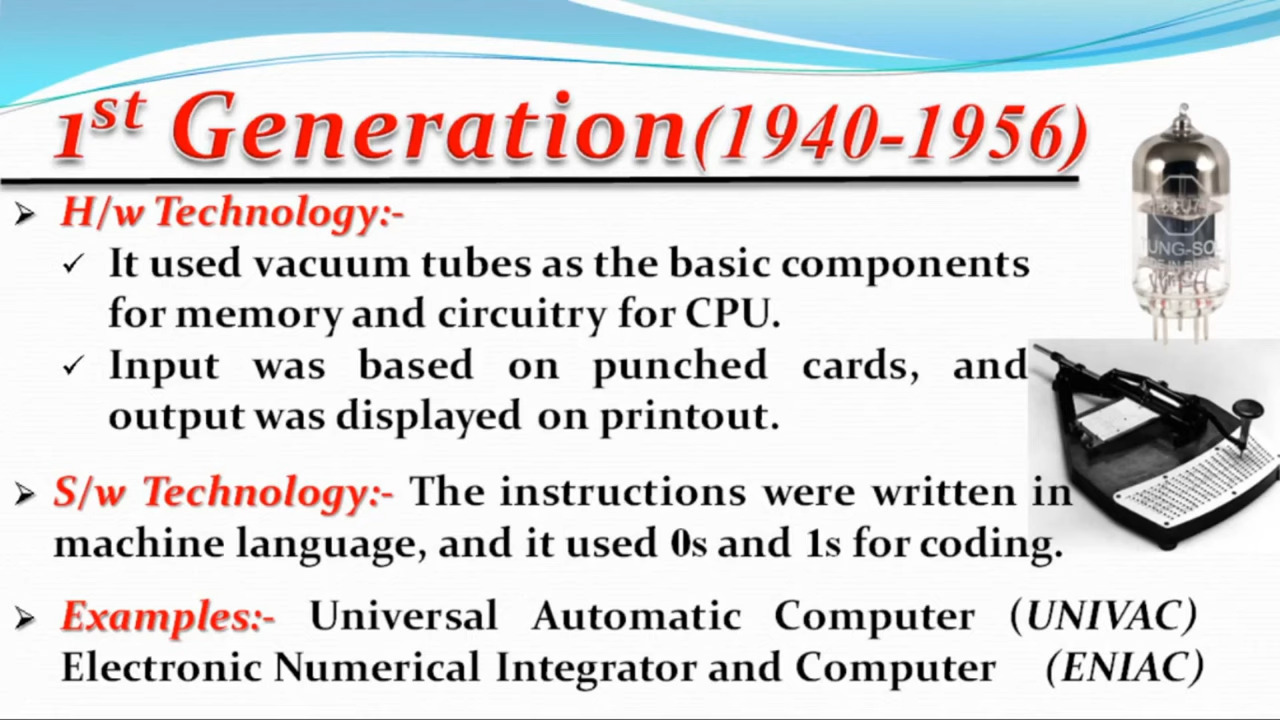 1st Generation(1940-1956)
➢ H/w Technology:-
✓ It used vacuum tubes as the basic components
for memory and circuitry for CPU.
✓ Input was based on punched cards, and
output was displayed on printout.
➢ S/w Technology:- The instructions were written in
machine language, and it used 0s and 1s for coding.
➢ Examples:- Universal Automatic Computer (UNIVAC)
Electronic Numerical Integrator and Computer (ENIAC)
TUNG-SOL